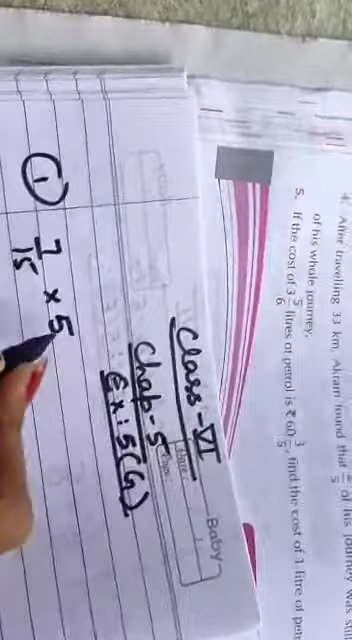 4. After travelling 33 km, Akram found that of his journey was still
of his whole journey.
5. If the cost of 3 5/6 litres of petrol is ₹ 60 3/5, find the cost of 1 litre of petr
Baby
Date:
Class-VI
Chap-5
Ex:5(G)
① 7/15 × 5